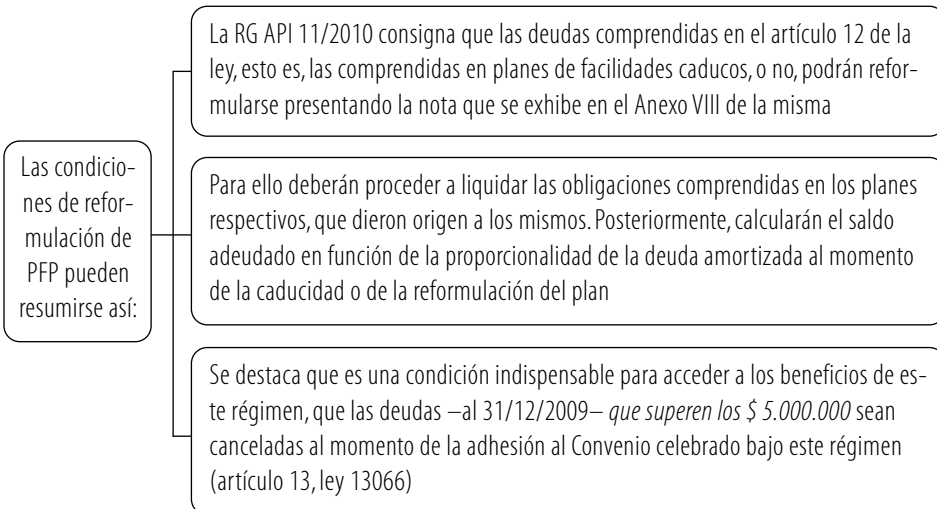 Las condicio-
nes de refor-
mulación de
PFP pueden
resumirse así:
La RG API 11/2010 consigna que las deudas comprendidas en el artículo 12 de la
ley, esto es, las comprendidas en planes de facilidades caducos, o no, podrán refor-
mularse presentando la nota que se exhibe en el Anexo VIII de la misma
Para ello deberán proceder a liquidar las obligaciones comprendidas en los planes
respectivos, que dieron origen a los mismos. Posteriormente, calcularán el saldo
adeudado en función de la proporcionalidad de la deuda amortizada al momento
de la caducidad o de la reformulación del plan
Se destaca que es una condición indispensable para acceder a los beneficios de es-
te régimen, que las deudas –al 31/12/2009– que superen los $ 5.000.000 sean
canceladas al momento de la adhesión al Convenio celebrado bajo este régimen
(artículo 13, ley 13066)